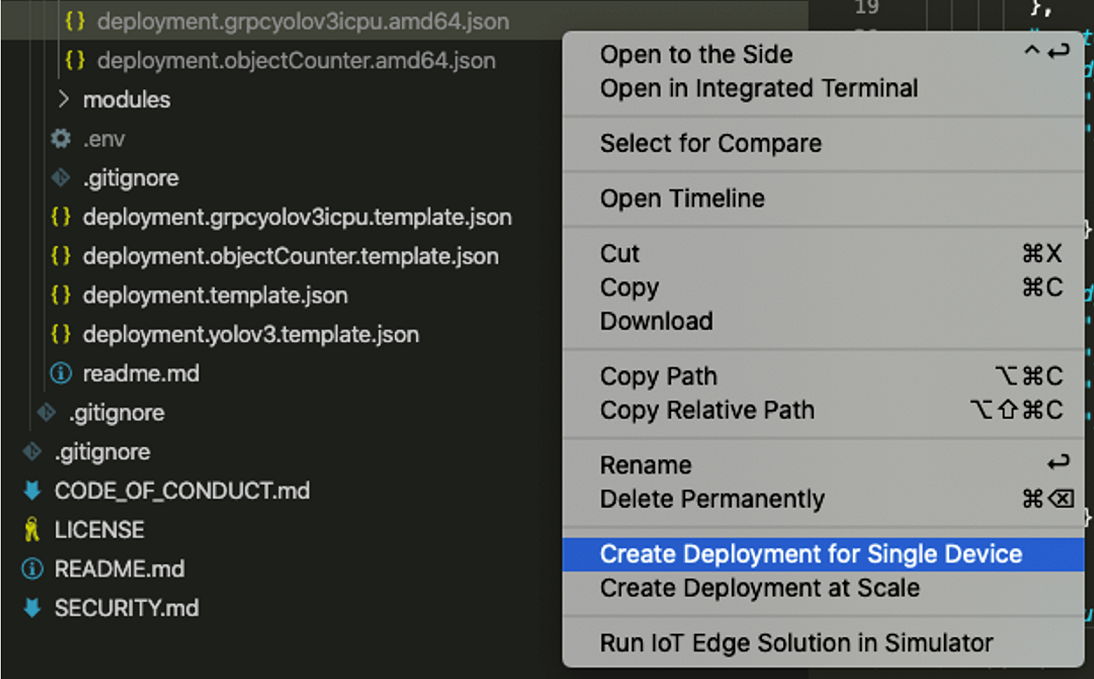 deployment.grpcyolov3icpu.amd64.json
deployment.objectCounter.amd64.json
modules
.env
.gitignore
deployment.grpcyolov3icpu.template.json
deployment.objectCounter.template.json
deployment.template.json
deployment.yolov3.template.json
readme.md
.gitignore
.gitignore
CODE_OF_CONDUCT.md
LICENSE
README.md
SECURITY.md
19
},
Open to the Side ^↩
Open in Integrated Terminal
Select for Compare
Open Timeline
Cut ⌘X
Copy ⌘C
Download
Copy Path ⌥⌘C
Copy Relative Path ⌥⇧⌘C
Rename ↩
Delete Permanently ⌘⌫
Create Deployment for Single Device
Create Deployment at Scale
Run IoT Edge Solution in Simulator
}
}